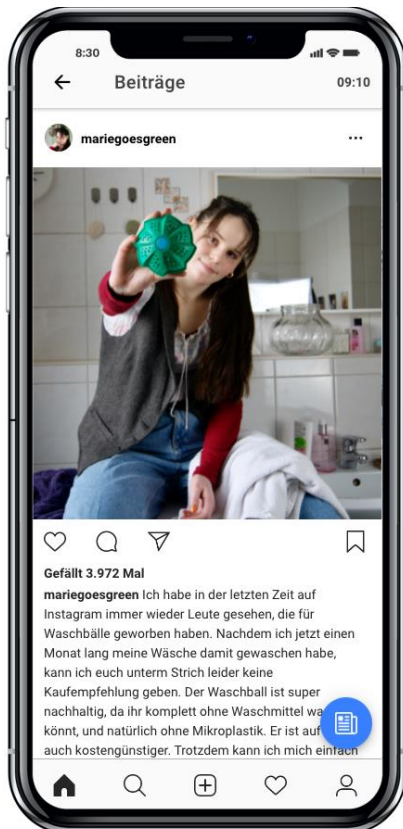 8:30
Beiträge
09:10
mariegoesgreen
Gefällt 3.972 Mal
mariegoesgreen Ich habe in der letzten Zeit auf
Instagram immer wieder Leute gesehen, die für
Waschbälle geworben haben. Nachdem ich jetzt einen
Monat lang meine Wäsche damit gewaschen habe,
kann ich euch unterm Strich leider keine
Kaufempfehlung geben. Der Waschball ist super
nachhaltig, da ihr komplett ohne Waschmittel
könnt, und natürlich ohne Mikroplastik. Er ist auf
auch kostengünstiger. Trotzdem kann ich mich einfach